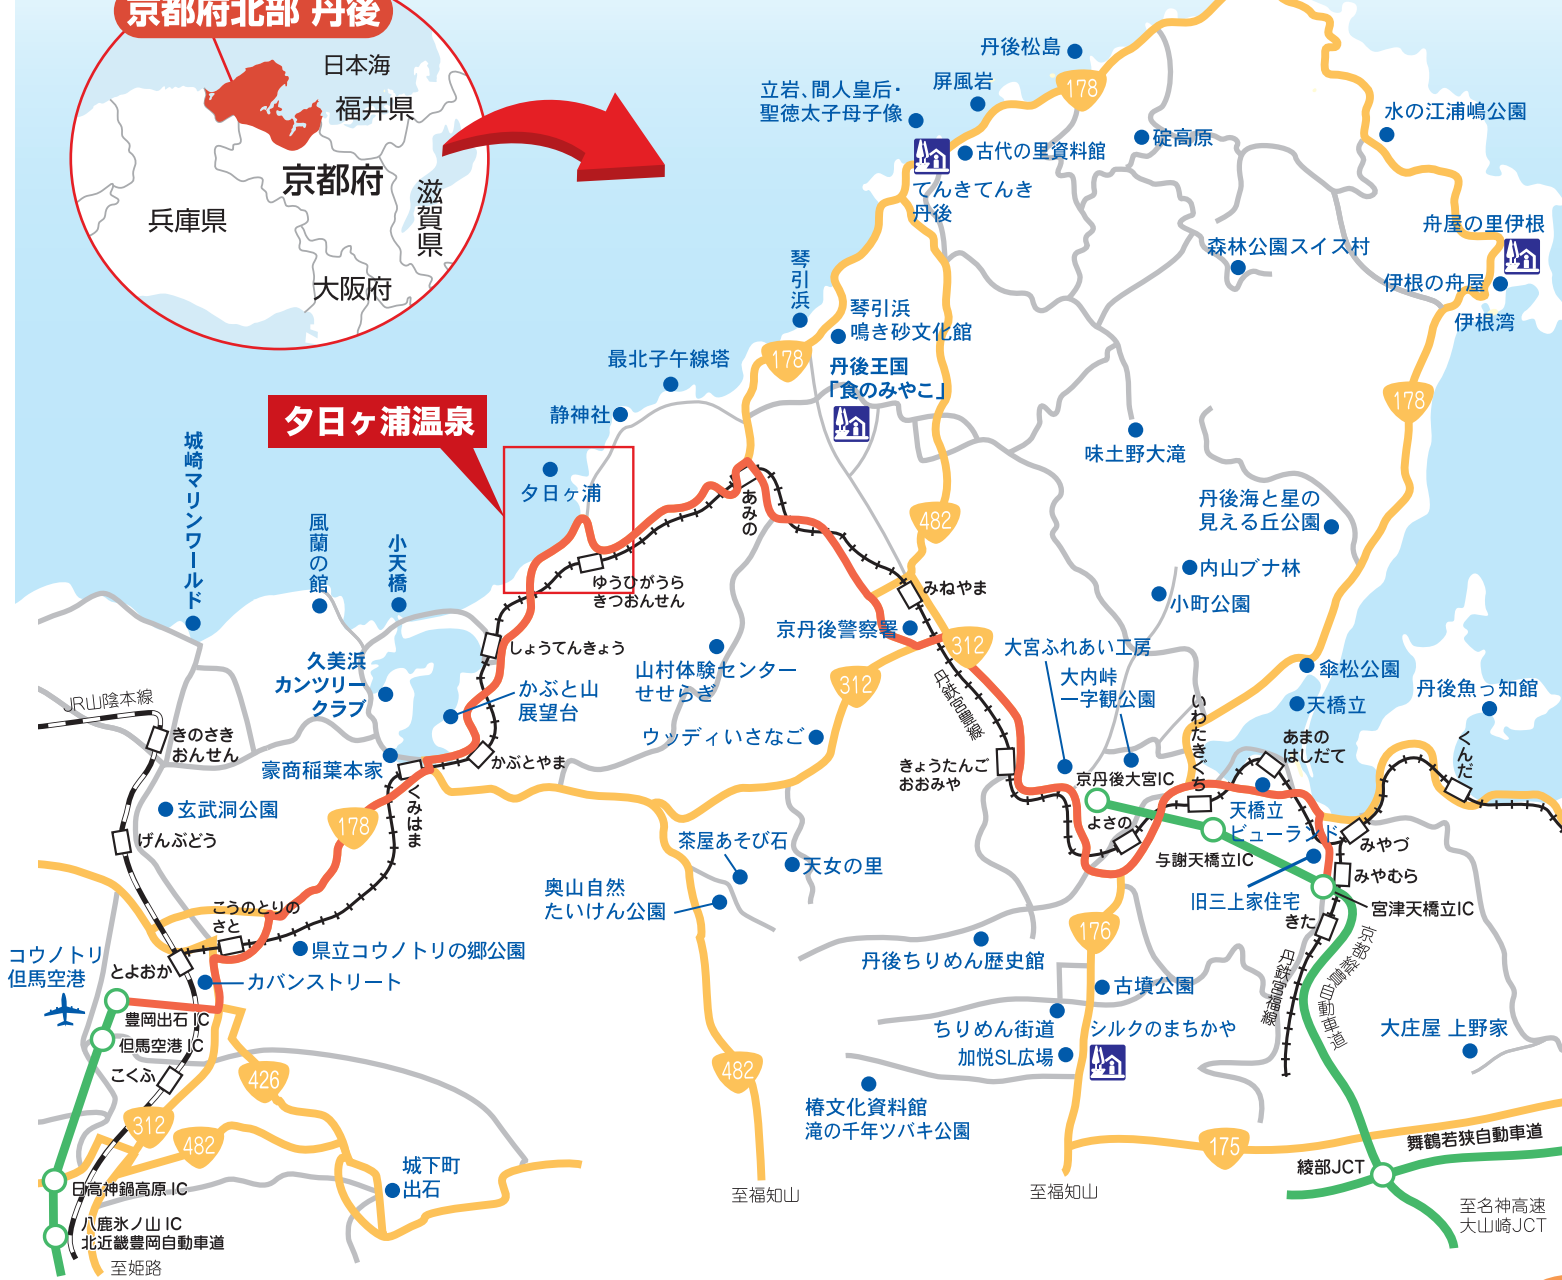 京都府北部 丹後
日本海
福井県
京都府
滋賀県
兵庫県
大阪府
丹後松島
屏風岩
178
立岩、間人皇后・
聖徳太子母子像
古代の里資料館
碇高原
水の江浦嶋公園
てんきてんき
丹後
舟屋の里伊根
森林公園スイス村
伊根の舟屋
伊根湾
琴引浜
琴引浜
鳴き砂文化館
178
丹後王国
「食のみやこ」
最北子午線塔
静神社
178
夕日ヶ浦温泉
夕日ヶ浦
城崎マリンワールド
風蘭の館
小天橋
あみの
482
味土野大滝
丹後海と星の
見える丘公園
内山ブナ林
小町公園
ゆうひがうら
きつおんせん
みねやま
京丹後警察署
312
大宮ふれあい工房
大内峠
一字観公園
傘松公園
天橋立
丹後魚っ知館
いわたきぐち
あまの
はしだて
くんだ
しょうてんきょう
久美浜
カンツリー
クラブ
かぶと山
展望台
山村体験センター
せせらぎ
312
丹鉄宮豊線
ウッディいさなご
JR山陰本線
きのさき
おんせん
豪商稲葉本家
かぶとやま
くみはま
きょうたんご
おおみや
京丹後大宮IC
よさの
天橋立
ビューランド
与謝天橋立IC
みやづ
みやむら
旧三上家住宅
宮津天橋立IC
きた
玄武洞公園
げんぶどう
178
茶屋あそび石
天女の里
奥山自然
たいけん公園
こうのとりの
さと
コウノトリ
但馬空港
とよおか
県立コウノトリの郷公園
カバンストリート
豊岡出石IC
但馬空港IC
こくふ
176
丹後ちりめん歴史館
古墳公園
ちりめん街道
シルクのまちかや
加悦SL広場
丹鉄宮福線
京都縦貫自動車道
大庄屋 上野家
426
482
312
482
椿文化資料館
滝の千年ツバキ公園
175
舞鶴若狭自動車道
綾部JCT
城下町
出石
日高神鍋高原IC
八鹿氷ノ山IC
北近畿豊岡自動車道
至姫路
至福知山
至福知山
至名神高速
大山崎JCT